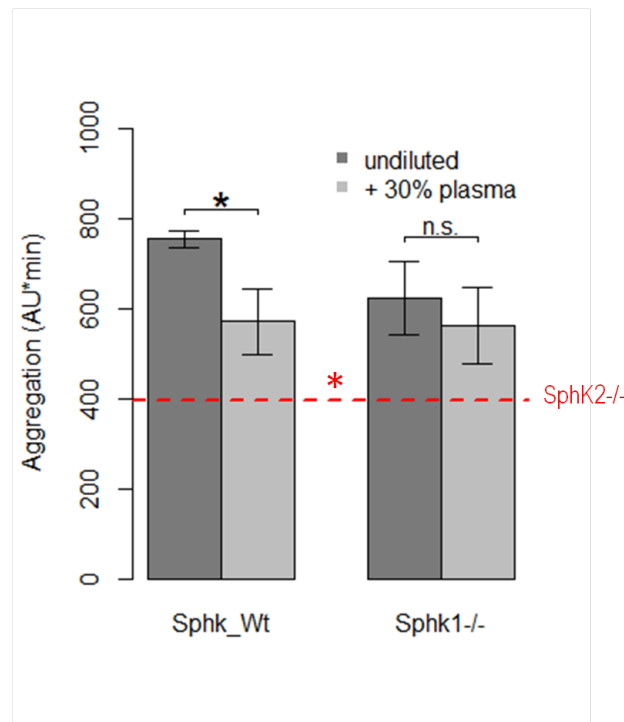 1000
800
600
400
200
0
Aggregation (AU*min)
undiluted
+ 30% plasma
*
n.s.
*
SphK2-/-
Sphk_Wt
Sphk1-/-